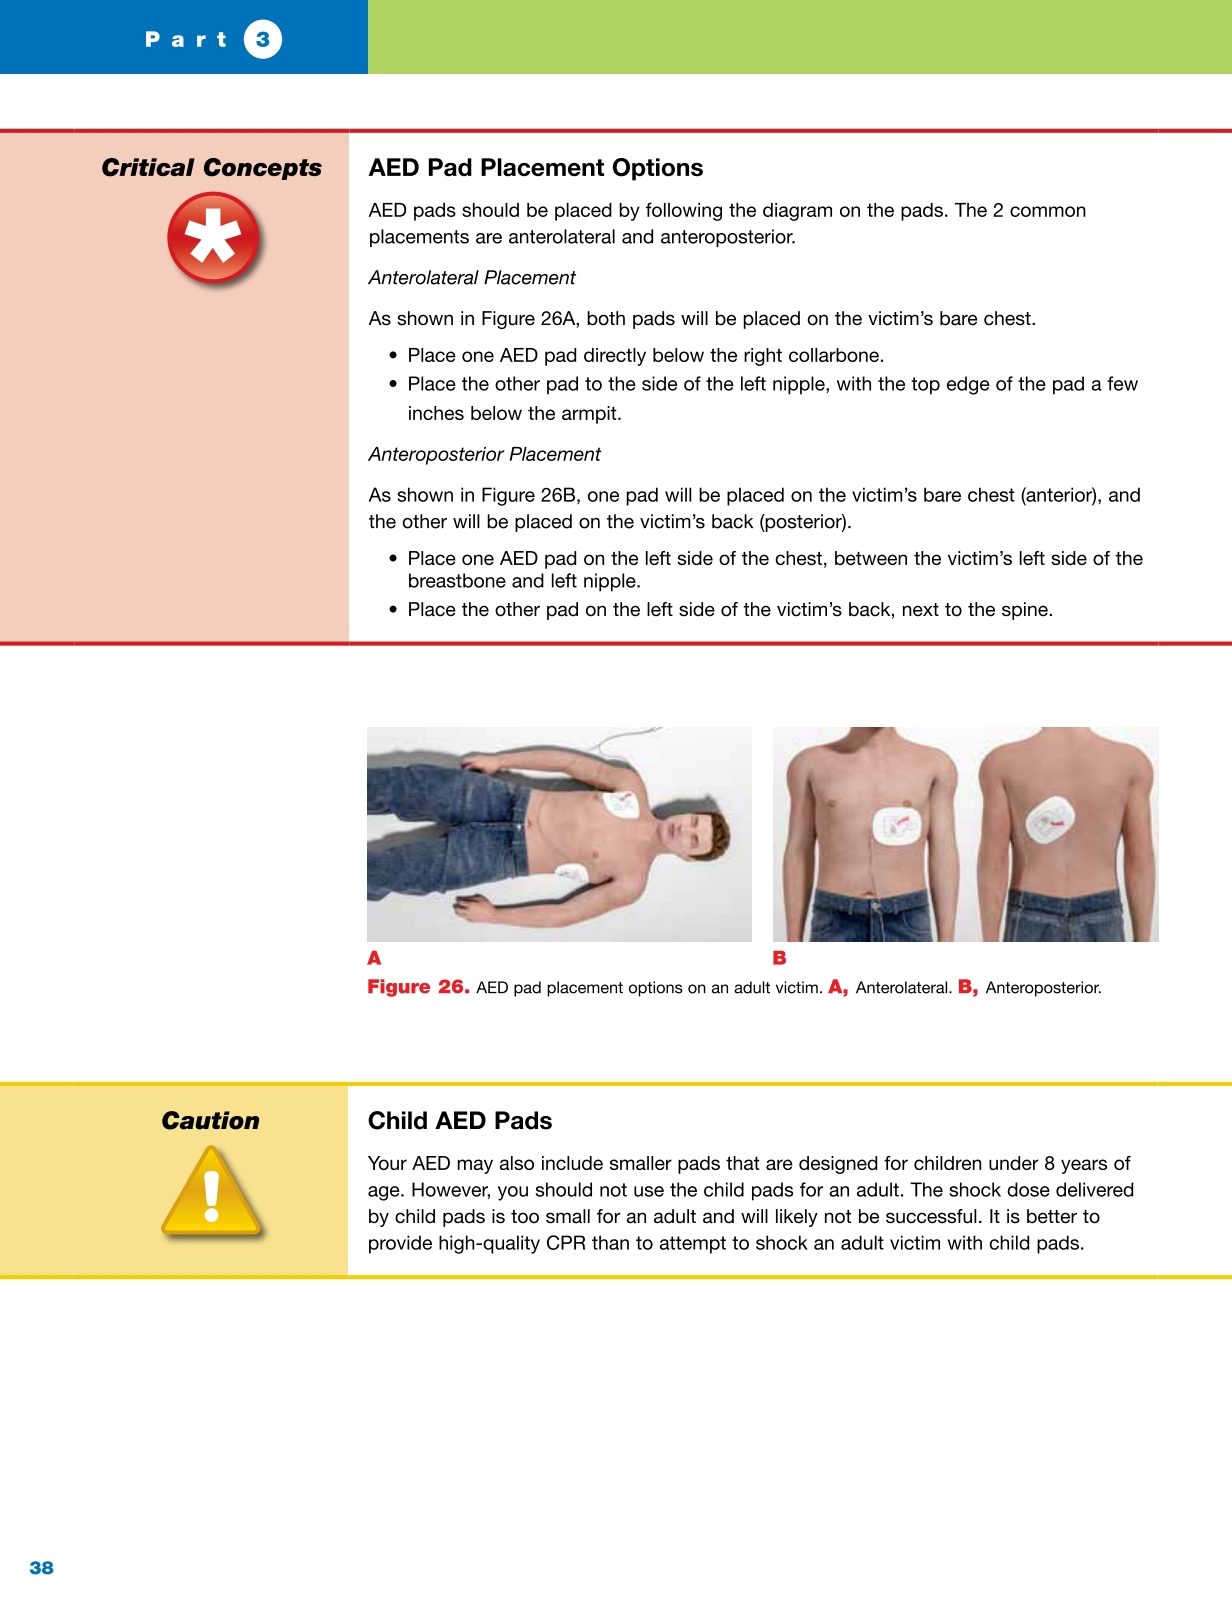 Part 3
Critical Concepts
AED Pad Placement Options
AED pads should be placed by following the diagram on the pads. The 2 common
placements are anterolateral and anteroposterior.
Anterolateral Placement
As shown in Figure 26A, both pads will be placed on the victim’s bare chest.
• Place one AED pad directly below the right collarbone.
• Place the other pad to the side of the left nipple, with the top edge of the pad a few
inches below the armpit.
Anteroposterior Placement
As shown in Figure 26B, one pad will be placed on the victim’s bare chest (anterior), and
the other will be placed on the victim’s back (posterior).
• Place one AED pad on the left side of the chest, between the victim’s left side of the
breastbone and left nipple.
• Place the other pad on the left side of the victim’s back, next to the spine.
A
B
Figure 26. AED pad placement options on an adult victim. A, Anterolateral. B, Anteroposterior.
Caution
Child AED Pads
Your AED may also include smaller pads that are designed for children under 8 years of
age. However, you should not use the child pads for an adult. The shock dose delivered
by child pads is too small for an adult and will likely not be successful. It is better to
provide high-quality CPR than to attempt to shock an adult victim with child pads.
38